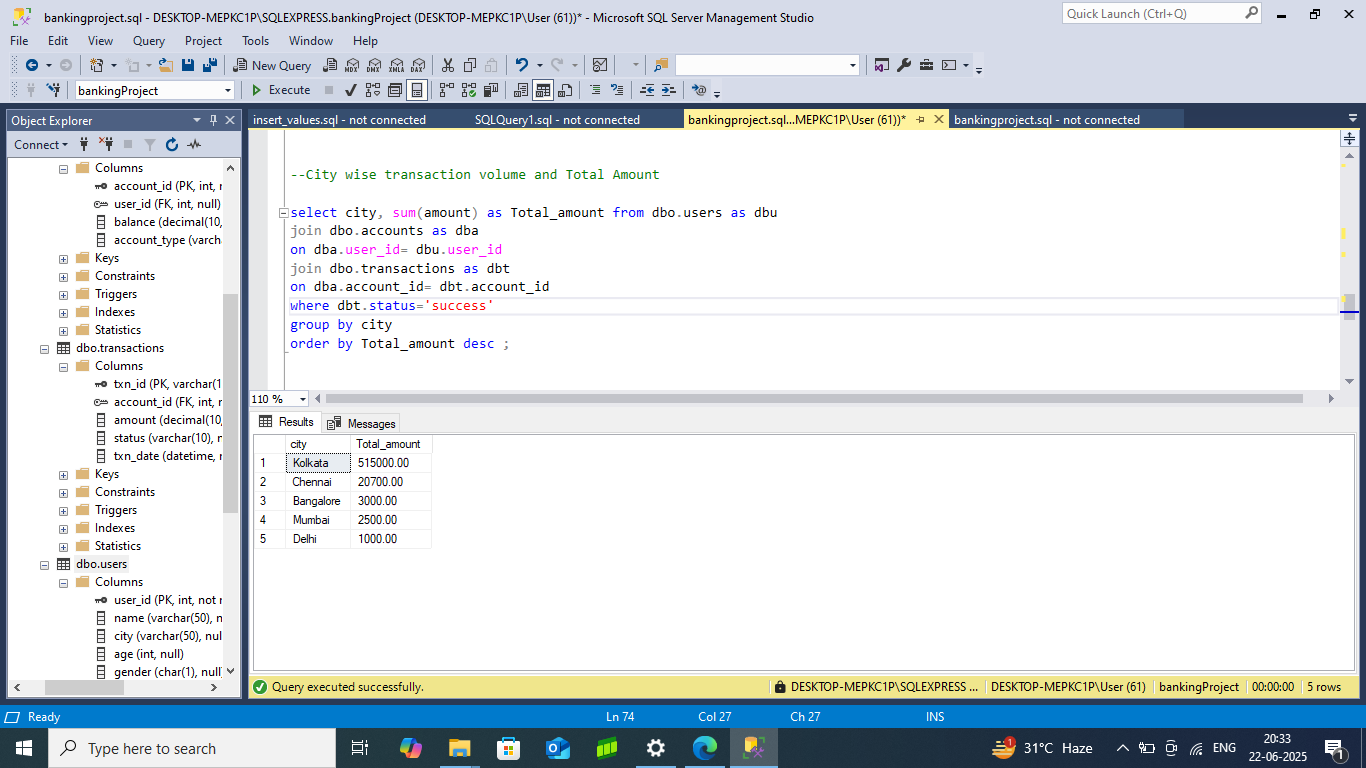 bankingproject.sql - DESKTOP-MEPKC1P\SQLEXPRESS.bankingProject (DESKTOP-MEPKC1P\User (61))* - Microsoft SQL Server Management Studio
Quick Launch (Ctrl+Q)
File Edit View Query Project Tools Window Help
New Query
MDX DMX XMLA DAX
bankingProject
Execute
Object Explorer
Connect
Columns
account_id (PK, int, r
user_id (FK, int, null)
balance (decimal(10,
account_type (varcha
Keys
Constraints
Triggers
Indexes
Statistics
dbo.transactions
Columns
txn_id (PK, varchar(1
account_id (FK, int, r
amount (decimal(10,
status (varchar(10), n
txn_date (datetime, r
Keys
Constraints
Triggers
Indexes
Statistics
dbo.users
Columns
user_id (PK, int, not r
name (varchar(50), n
city (varchar(50), nul
age (int, null)
gender (char(1), null)
insert_values.sql - not connected
SQLQuery1.sql - not connected
bankingproject.sql...MEPKC1P\User (61))*
bankingproject.sql - not connected
--City wise transaction volume and Total Amount
select city, sum(amount) as Total_amount from dbo.users as dbu
join dbo.accounts as dba
on dba.user_id= dbu.user_id
join dbo.transactions as dbt
on dba.account_id= dbt.account_id
where dbt.status='success'
group by city
order by Total_amount desc ;
110 %
Results Messages
city Total_amount
1 Kolkata 515000.00
2 Chennai 20700.00
3 Bangalore 3000.00
4 Mumbai 2500.00
5 Delhi 1000.00
Query executed successfully.
DESKTOP-MEPKC1P\SQLEXPRESS ... DESKTOP-MEPKC1P\User (61) bankingProject 00:00:00 5 rows
Ready Ln 74 Col 27 Ch 27 INS
Type here to search
1 31°C Haze
ENG
20:33
22-06-2025
1